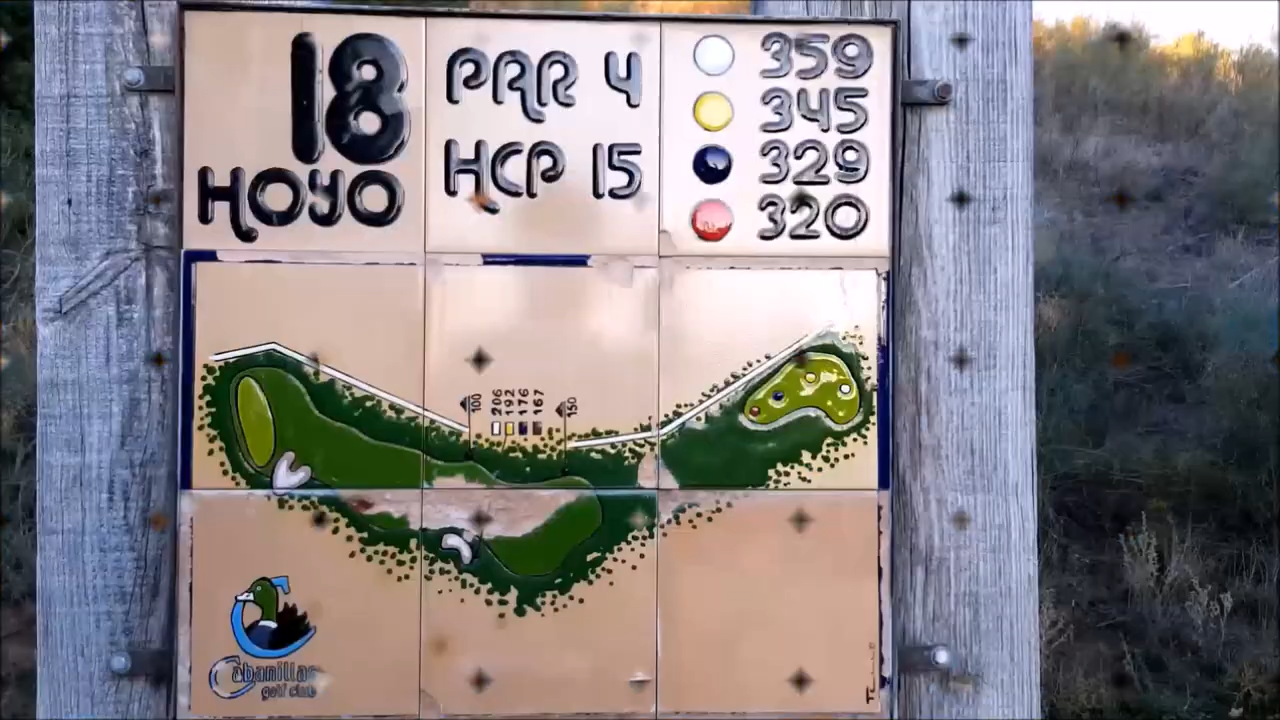 18
HOYO
PAR 4
HCP 15
359
345
329
320
100
206
192
176
167
150
Cabanillas
golf club